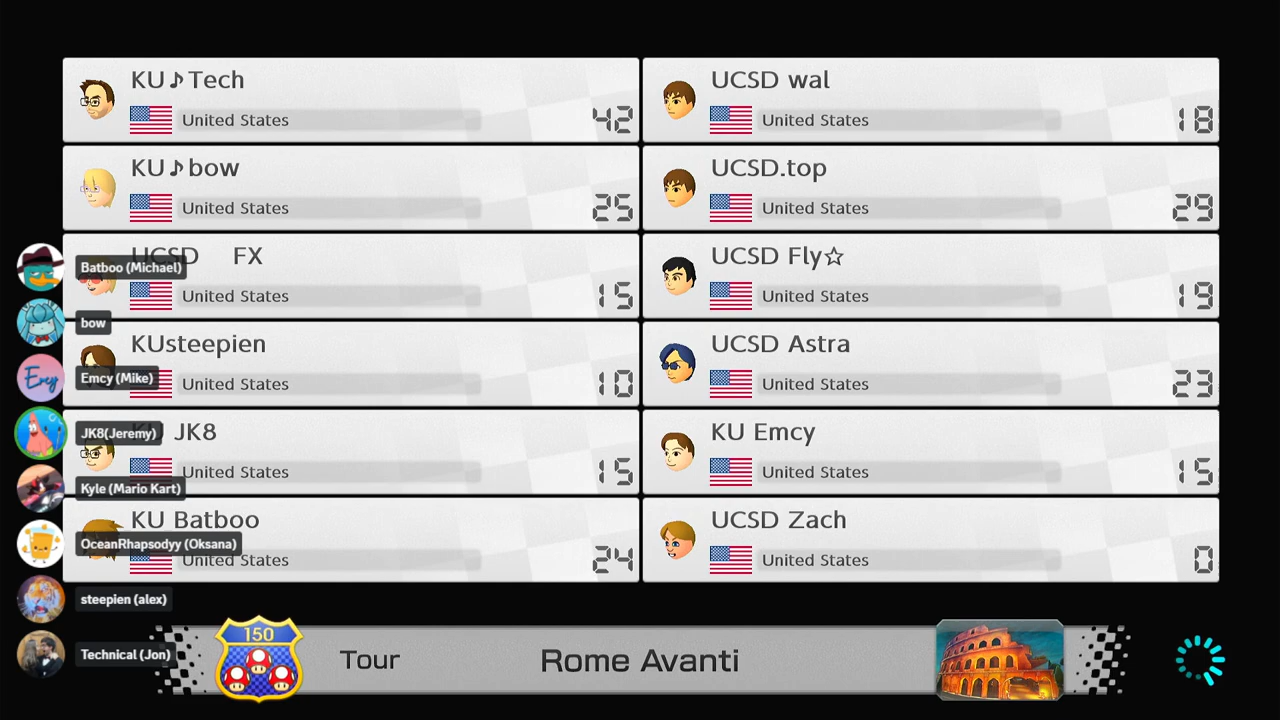 KU♪Tech
United States
42
UCSD wal
United States
18
KU♪bow
United States
25
UCSD.top
United States
29
UCSD FX
United States
15
UCSD Fly☆
United States
19
KUsteepien
United States
10
UCSD Astra
United States
23
KU JK8
United States
15
KU Emcy
United States
15
KU Batboo
United States
24
UCSD Zach
United States
0
Batboo (Michael)
bow
Emcy (Mike)
Emcy
JK8(Jeremy)
Kyle (Mario Kart)
OceanRhapsodyy (Oksana)
steepien (alex)
Technical (Jon)
150
Tour
Rome Avanti